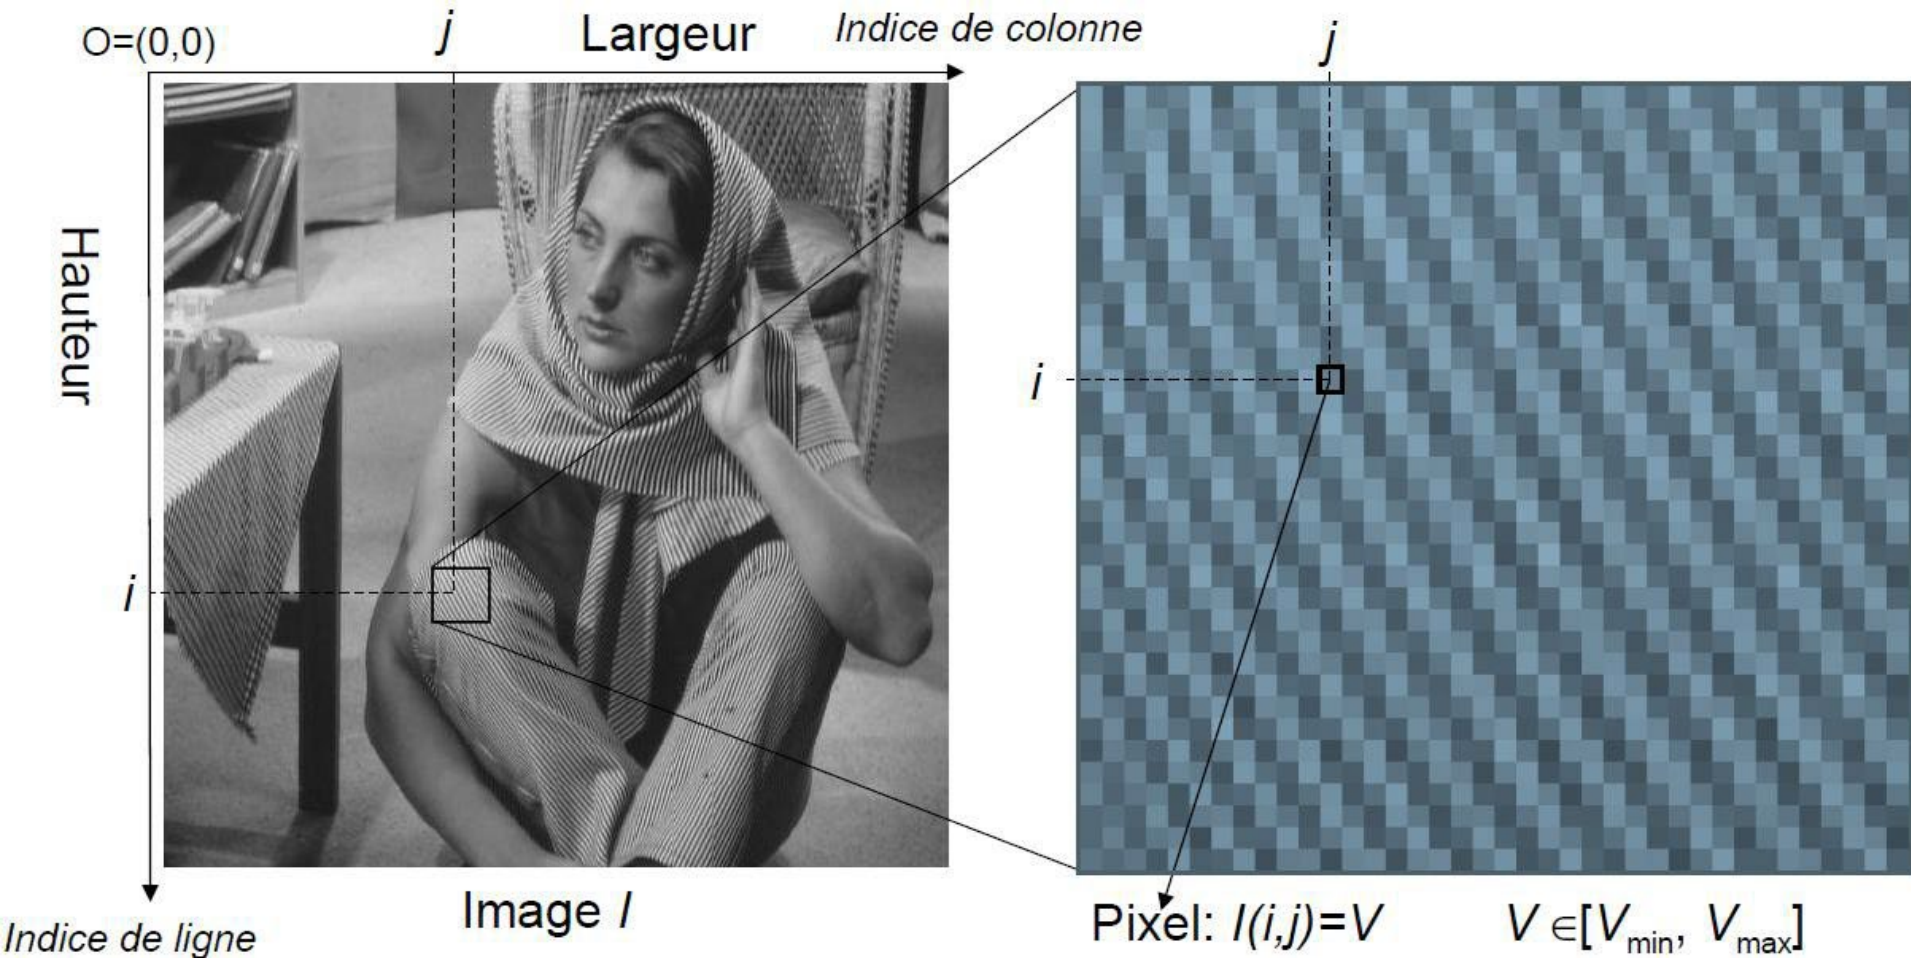 O=(0,0)
j
Largeur
Indice de colonne
j
Hauteur
i
i
Image I
Indice de ligne
Pixel: I(i,j)=V
V ∈[Vmin, Vmax]